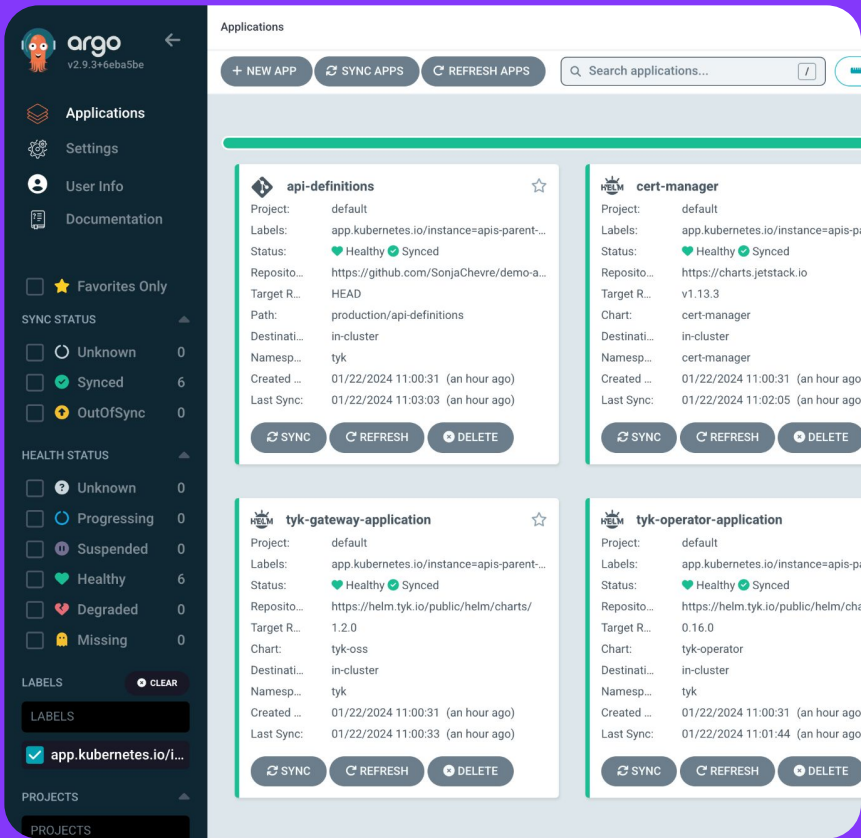 argo
v2.9.3+6eba5be
Applications
Settings
User Info
Documentation
Favorites Only
SYNC STATUS
Unknown 0
Synced 6
OutOfSync 0
HEALTH STATUS
Unknown 0
Progressing 0
Suspended 0
Healthy 6
Degraded 0
Missing 0
LABELS CLEAR
LABELS
app.kubernetes.io/i...
PROJECTS
PROJECTS
Applications
+ NEW APP SYNC APPS REFRESH APPS Search applications... /
api-definitions
Project: default
Labels: app.kubernetes.io/instance=apis-parent-...
Status: Healthy Synced
Reposito... https://github.com/SonjaChevre/demo-a...
Target R... HEAD
Path: production/api-definitions
Destinati... in-cluster
Namesp... tyk
Created ... 01/22/2024 11:00:31 (an hour ago)
Last Sync: 01/22/2024 11:03:03 (an hour ago)
SYNC REFRESH DELETE
HELM cert-manager
Project: default
Labels: app.kubernetes.io/instance=apis-pa
Status: Healthy Synced
Reposito... https://charts.jetstack.io
Target R... v1.13.3
Chart: cert-manager
Destinati... in-cluster
Namesp... cert-manager
Created ... 01/22/2024 11:00:31 (an hour ago
Last Sync: 01/22/2024 11:02:05 (an hour ago
SYNC REFRESH DELETE
HELM tyk-gateway-application
Project: default
Labels: app.kubernetes.io/instance=apis-parent-...
Status: Healthy Synced
Reposito... https://helm.tyk.io/public/helm/charts/
Target R... 1.2.0
Chart: tyk-oss
Destinati... in-cluster
Namesp... tyk
Created ... 01/22/2024 11:00:31 (an hour ago)
Last Sync: 01/22/2024 11:00:33 (an hour ago)
SYNC REFRESH DELETE
HELM tyk-operator-application
Project: default
Labels: app.kubernetes.io/instance=apis-pa
Status: Healthy Synced
Reposito... https://helm.tyk.io/public/helm/cha
Target R... 0.16.0
Chart: tyk-operator
Destinati... in-cluster
Namesp... tyk
Created ... 01/22/2024 11:00:31 (an hour ago
Last Sync: 01/22/2024 11:01:44 (an hour ago
SYNC REFRESH DELETE